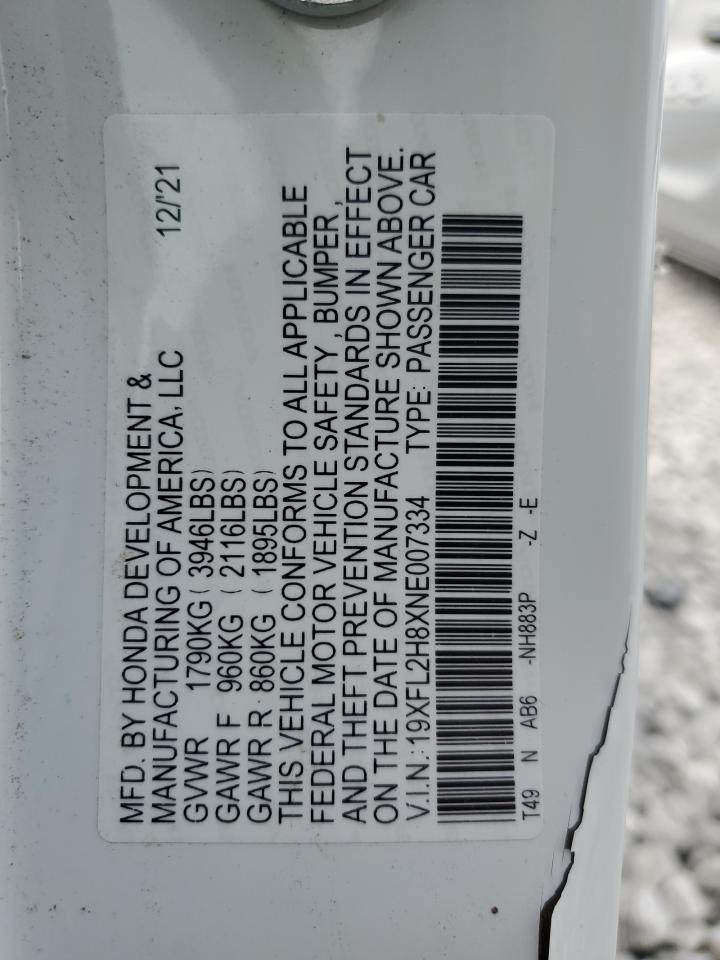 MFD. BY HONDA DEVELOPMENT &
MANUFACTURING OF AMERICA, LLC 12/'21
GVWR 1790KG ( 3946LBS)
GAWR F 960KG ( 2116LBS)
GAWR R 860KG ( 1895LBS)
THIS VEHICLE CONFORMS TO ALL APPLICABLE
FEDERAL MOTOR VEHICLE SAFETY , BUMPER ,
AND THEFT PREVENTION STANDARDS IN EFFECT
ON THE DATE OF MANUFACTURE SHOWN ABOVE.
V.I.N.: 19XFL2H8XNE007334 TYPE: PASSENGER CAR
T49 N AB6 -NH883P -Z -E